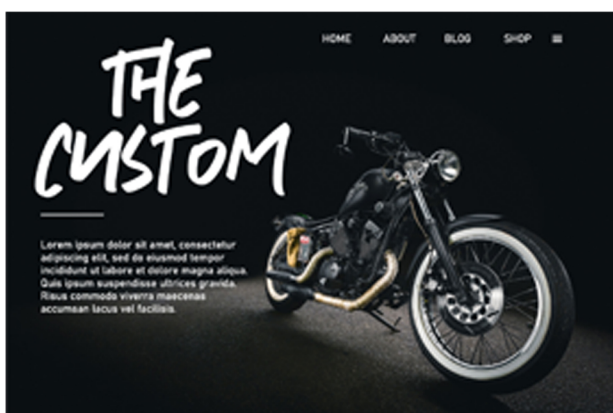 HOME ABOUT BLOG SHOP
THE
CUSTOM
Lorem ipsum dolor sit amet, consectetur
adipiscing elit, sed do eiusmod tempor
incididunt ut labore et dolore magna aliqua.
Quis ipsum suspendisse ultrices gravida.
Risus commodo viverra maecenas
accumsan lacus vel facilisis.